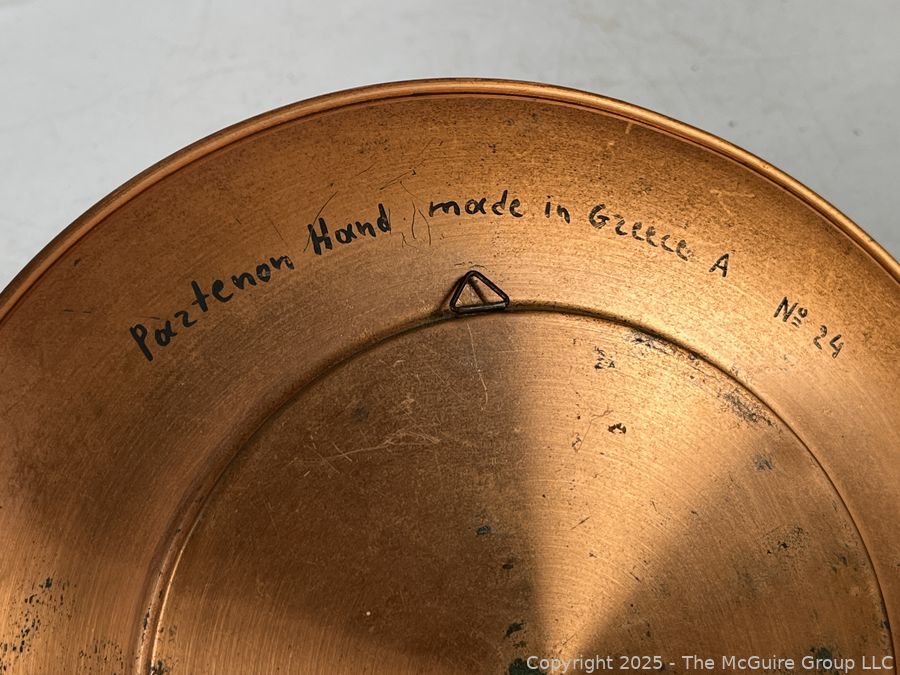 Partenon Hand made in Greece A Nº 24
Copyright © 2025 - The McGuire Group LLC